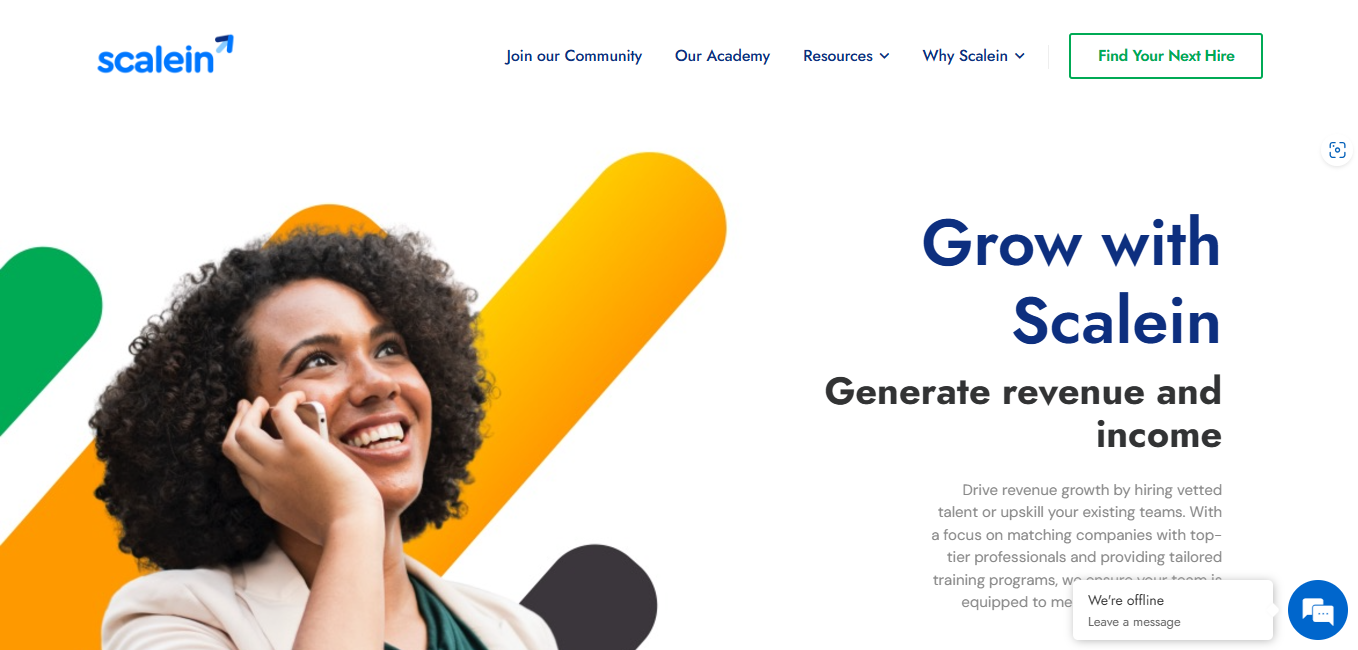 scalein
Join our Community
Our Academy
Resources
Why Scalein
Find Your Next Hire
Grow with
Scalein
Generate revenue and
income
Drive revenue growth by hiring vetted
talent or upskill your existing teams. With
a focus on matching companies with top-
tier professionals and providing tailored
training programs, we ensure your team is
equipped to me
We're offline
Leave a message